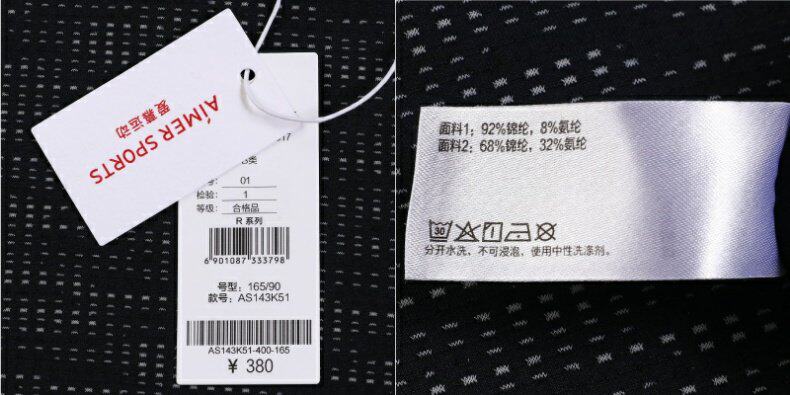 AiMER SPORTS
爱慕运动
17
类
01
检验: 1
等级: 合格品
R 系列
6 901087 333798
号型: 165/90
款号: AS143K51
AS143K51-400-165
¥ 380
面料1; 92%锦纶, 8%氨纶
面料2: 68%锦纶, 32%氨纶
30
分开水洗、不可浸泡、使用中性洗涤剂。